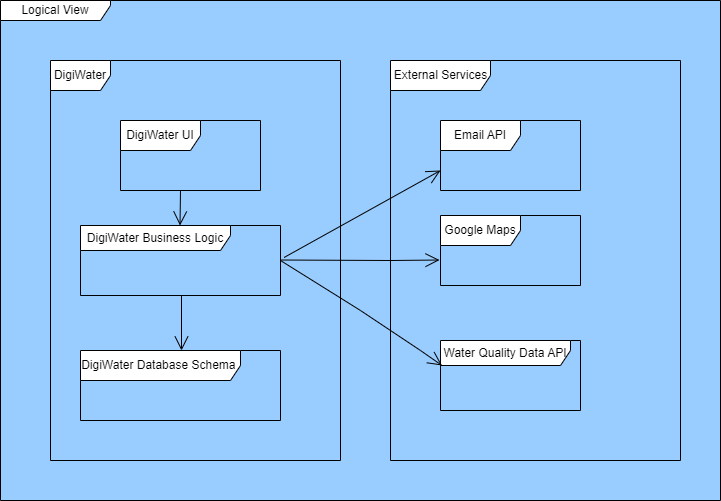 Logical View
DigiWater
External Services
DigiWater UI
Email API
DigiWater Business Logic
Google Maps
DigiWater Database Schema
Water Quality Data API